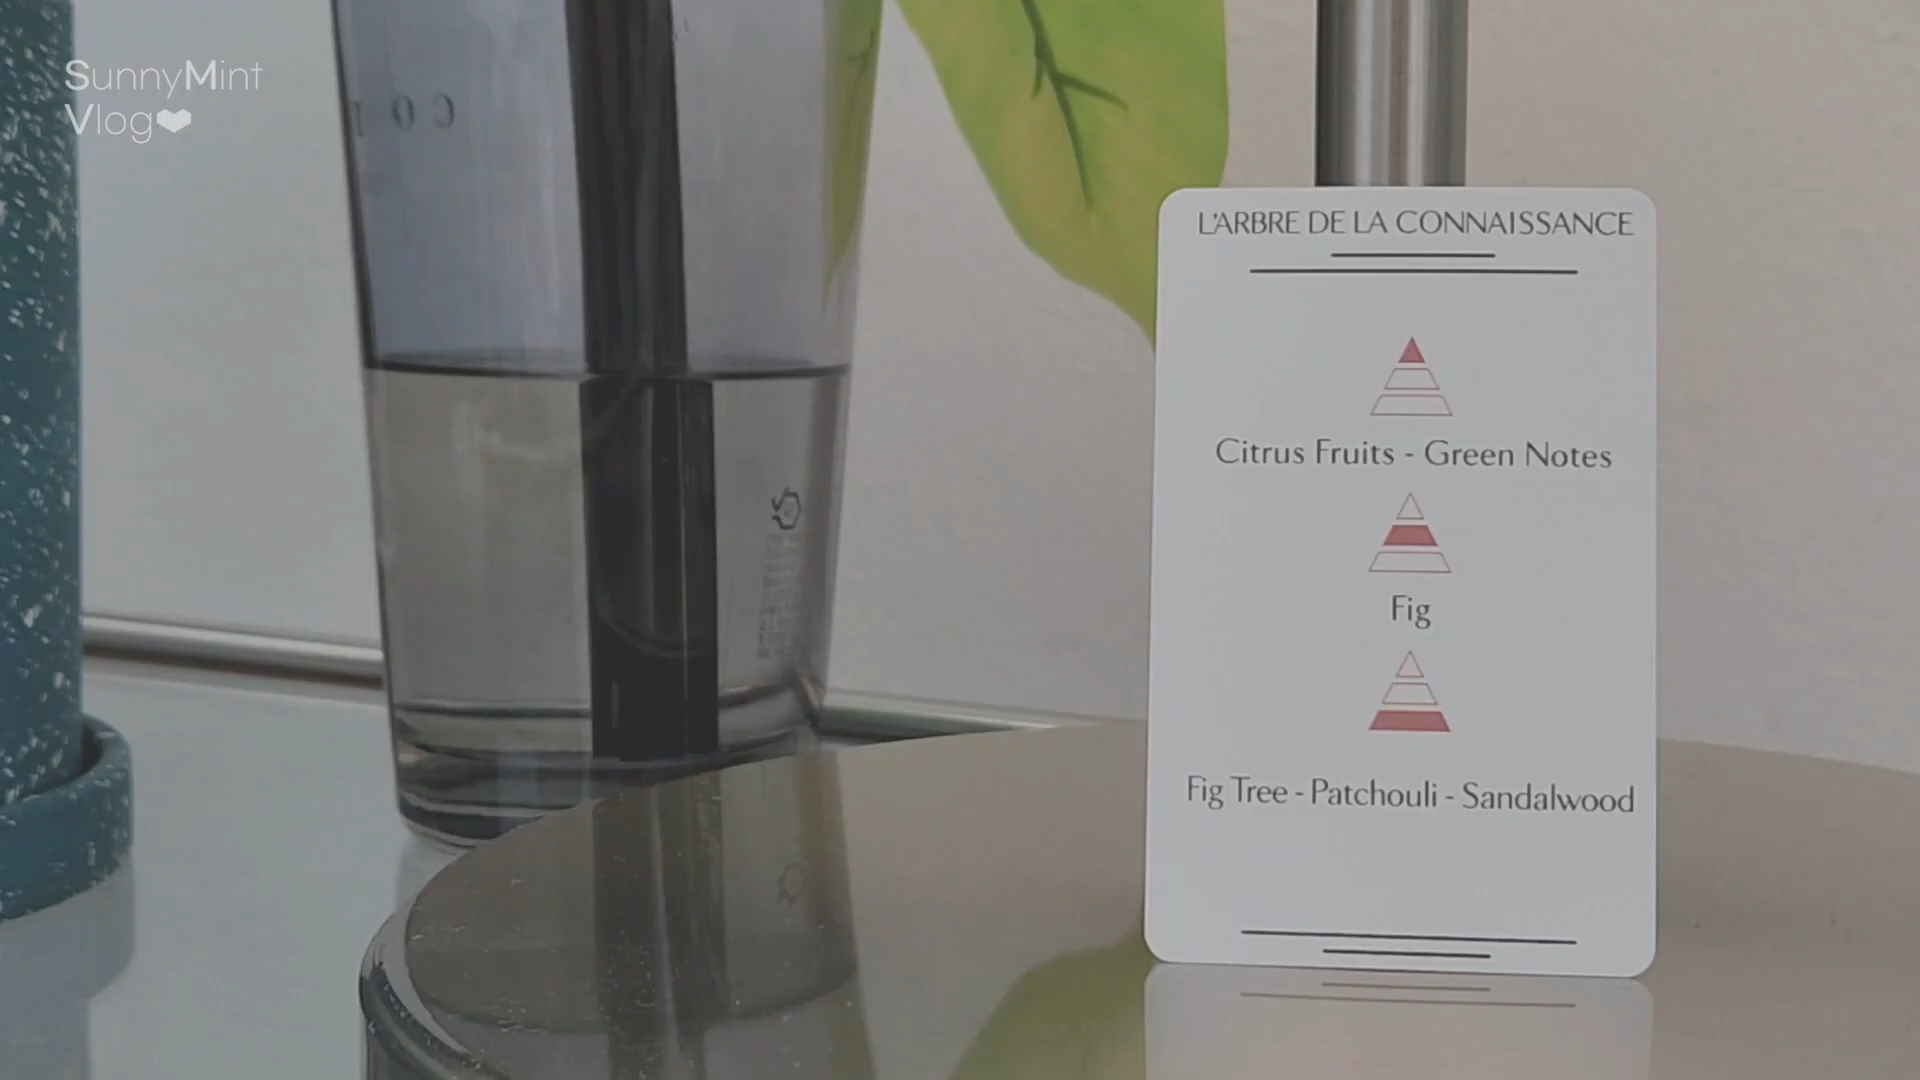 SunnyMint
Vlog
L'ARBRE DE LA CONNAISSANCE
Citrus Fruits - Green Notes
Fig
Fig Tree - Patchouli - Sandalwood